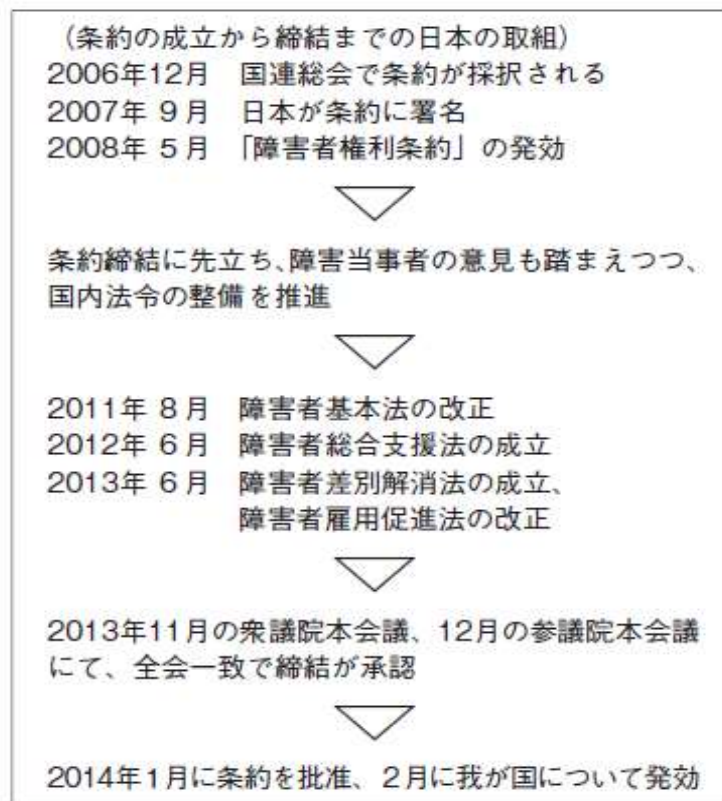 （条約の成立から締結までの日本の取組）
2006年12月　国連総会で条約が採択される
2007年 9月　日本が条約に署名
2008年 5月　「障害者権利条約」の発効
条約締結に先立ち、障害当事者の意見も踏まえつつ、
国内法令の整備を推進
2011年 8月　障害者基本法の改正
2012年 6月　障害者総合支援法の成立
2013年 6月　障害者差別解消法の成立、
障害者雇用促進法の改正
2013年11月の衆議院本会議、12月の参議院本会議
にて、全会一致で締結が承認
2014年1月に条約を批准、2月に我が国について発効